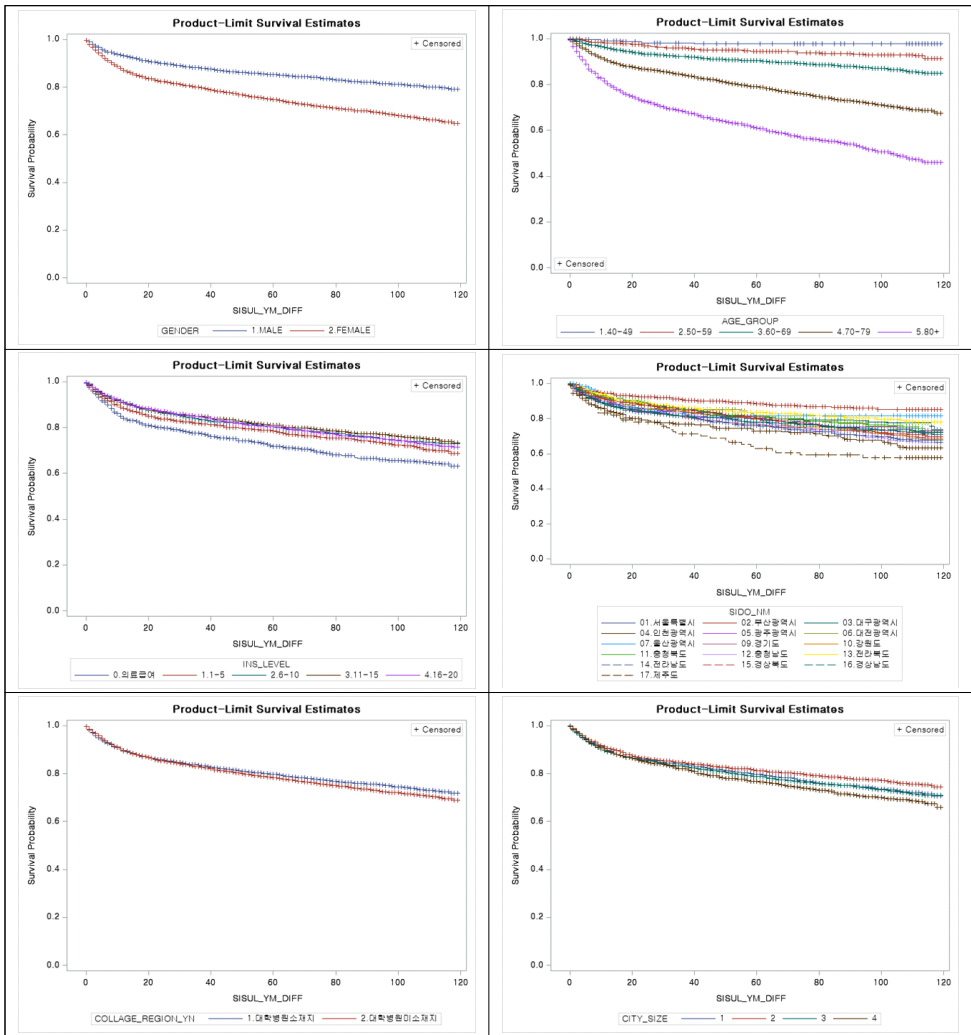 Product-Limit Survival Estimates
+ Censored
1.0
0.8
0.6
0.4
0.2
0.0
Survival Probability
0 20 40 60 80 100 120
SISUL_YM_DIFF
GENDER 1.MALE 2.FEMALE
Product-Limit Survival Estimates
1.0
0.8
0.6
0.4
0.2
0.0
Survival Probability
+ Censored
0 20 40 60 80 100 120
SISUL_YM_DIFF
AGE_GROUP
1.40-49 2.50-59 3.60-69 4.70-79 5.80+
Product-Limit Survival Estimates
+ Censored
1.0
0.8
0.6
0.4
0.2
0.0
Survival Probability
0 20 40 60 80 100 120
SISUL_YM_DIFF
INS_LEVEL
0.의료급여 1.1-5 2.6-10 3.11-15 4.16-20
Product-Limit Survival Estimates
+ Censored
1.0
0.8
0.6
0.4
0.2
0.0
Survival Probability
0 20 40 60 80 100 120
SISUL_YM_DIFF
SIDO_NM
01.서울특별시 02.부산광역시 03.대구광역시
04.인천광역시 05.광주광역시 06.대전광역시
07.울산광역시 09.경기도 10.강원도
11.충청북도 12.충청남도 13.전라북도
14.전라남도 15.경상북도 16.경상남도
17.제주도
Product-Limit Survival Estimates
+ Censored
1.0
0.8
0.6
0.4
0.2
0.0
Survival Probability
0 20 40 60 80 100 120
SISUL_YM_DIFF
COLLAGE_REGION_YN 1.대학병원소재지 2.대학병원미소재지
Product-Limit Survival Estimates
+ Censored
1.0
0.8
0.6
0.4
0.2
0.0
Survival Probability
0 20 40 60 80 100 120
SISUL_YM_DIFF
CITY_SIZE 1 2 3 4